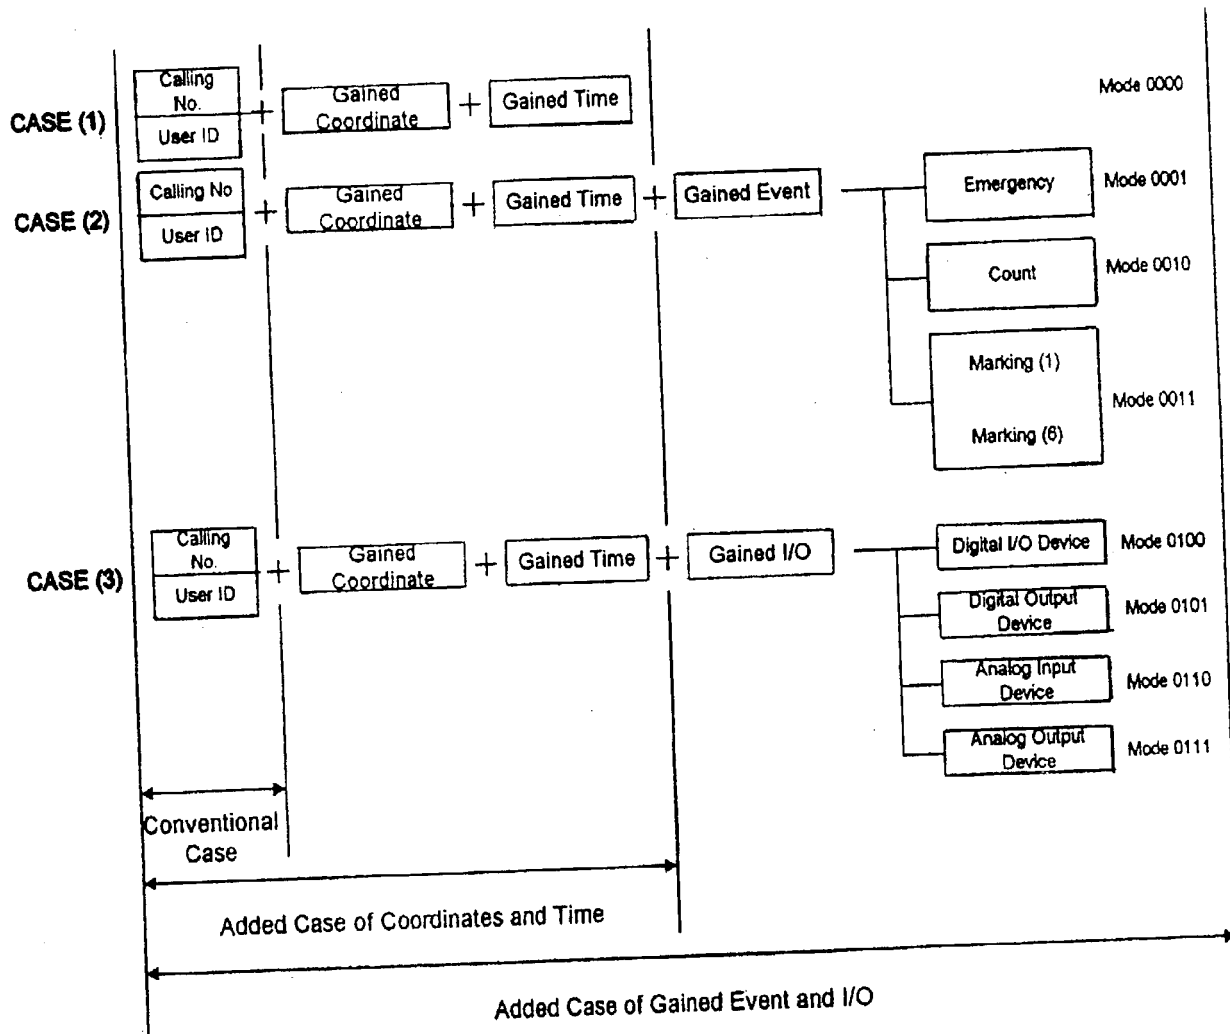 Calling
No.
User ID
CASE (1)
+
Gained
Coordinate
+
Gained Time
Mode 0000
Calling No
User ID
CASE (2)
+
Gained
Coordinate
+
Gained Time
+
Gained Event
Emergency
Mode 0001
Count
Mode 0010
Marking (1)
Marking (6)
Mode 0011
Calling
No.
User ID
CASE (3)
+
Gained
Coordinate
+
Gained Time
+
Gained I/O
Digital I/O Device
Mode 0100
Digital Output
Device
Mode 0101
Analog Input
Device
Mode 0110
Analog Output
Device
Mode 0111
Conventional
Case
Added Case of Coordinates and Time
Added Case of Gained Event and I/O